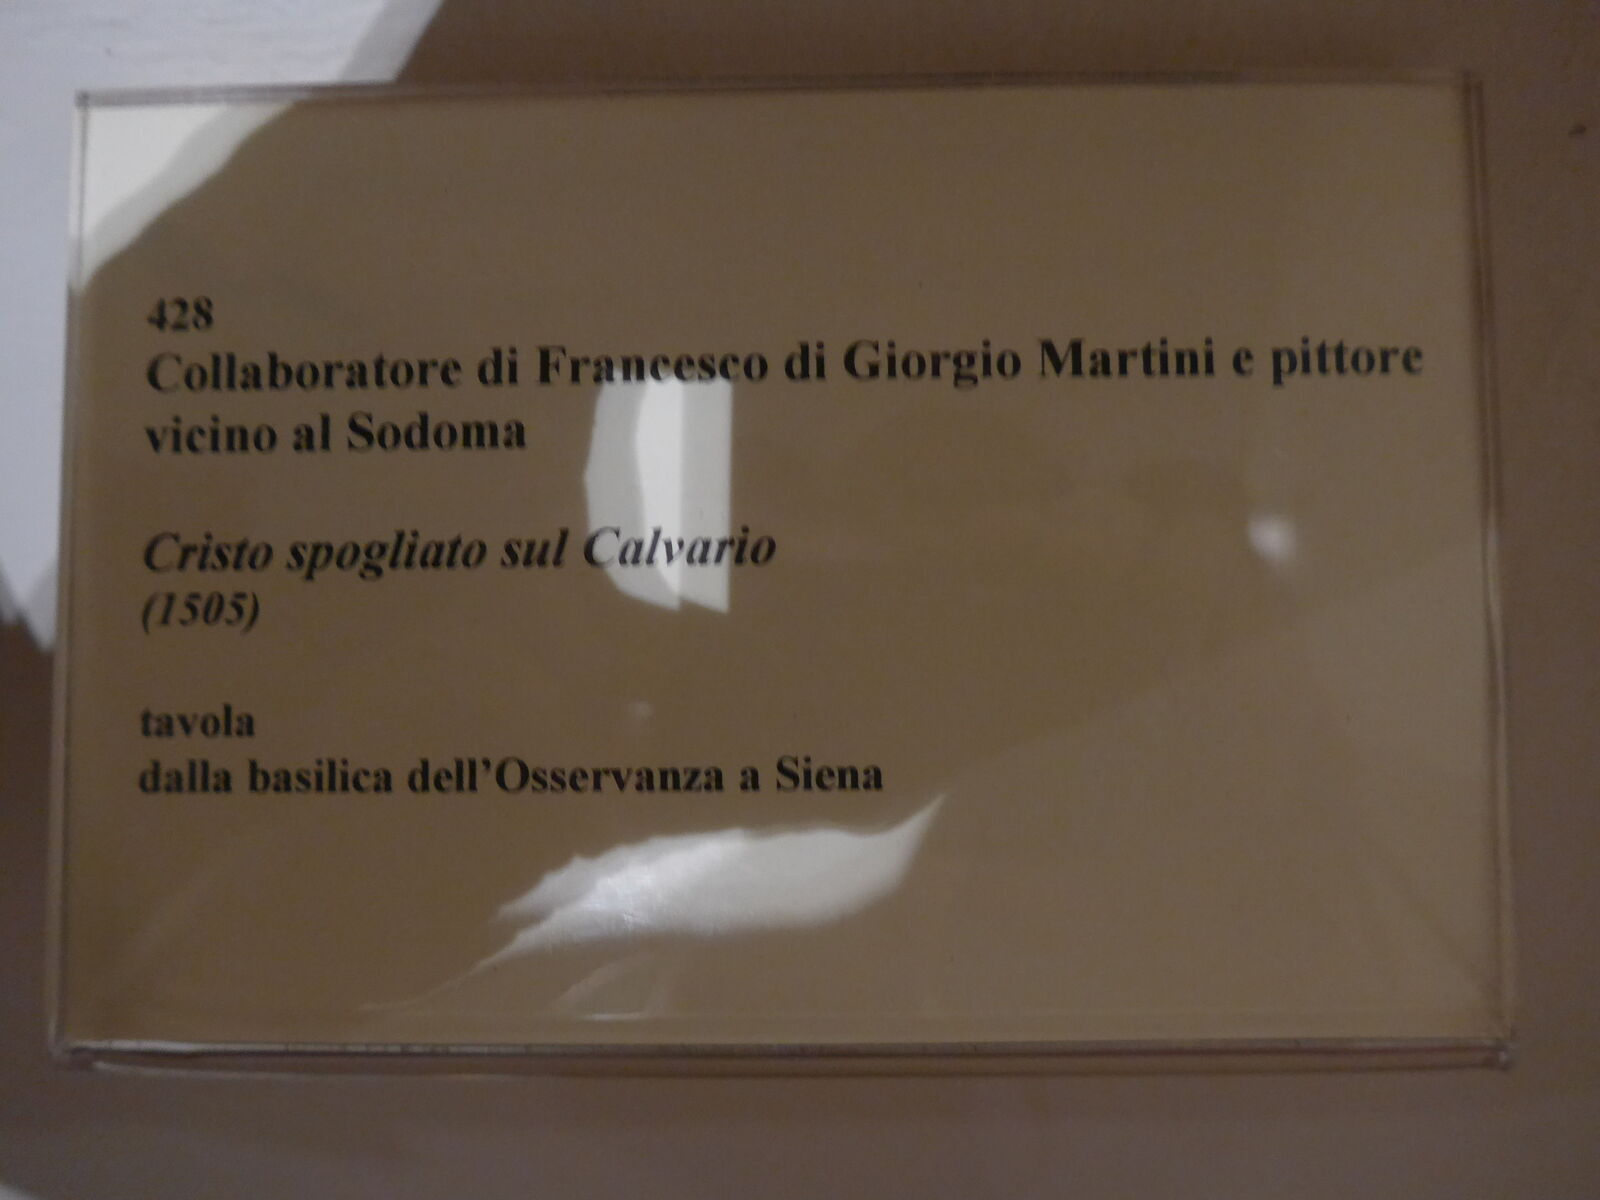 428
Collaboratore di Francesco di Giorgio Martini e pittore
vicino al Sodoma
Cristo spogliato sul Calvario
(1505)
tavola
dalla basilica dell’Osservanza a Siena